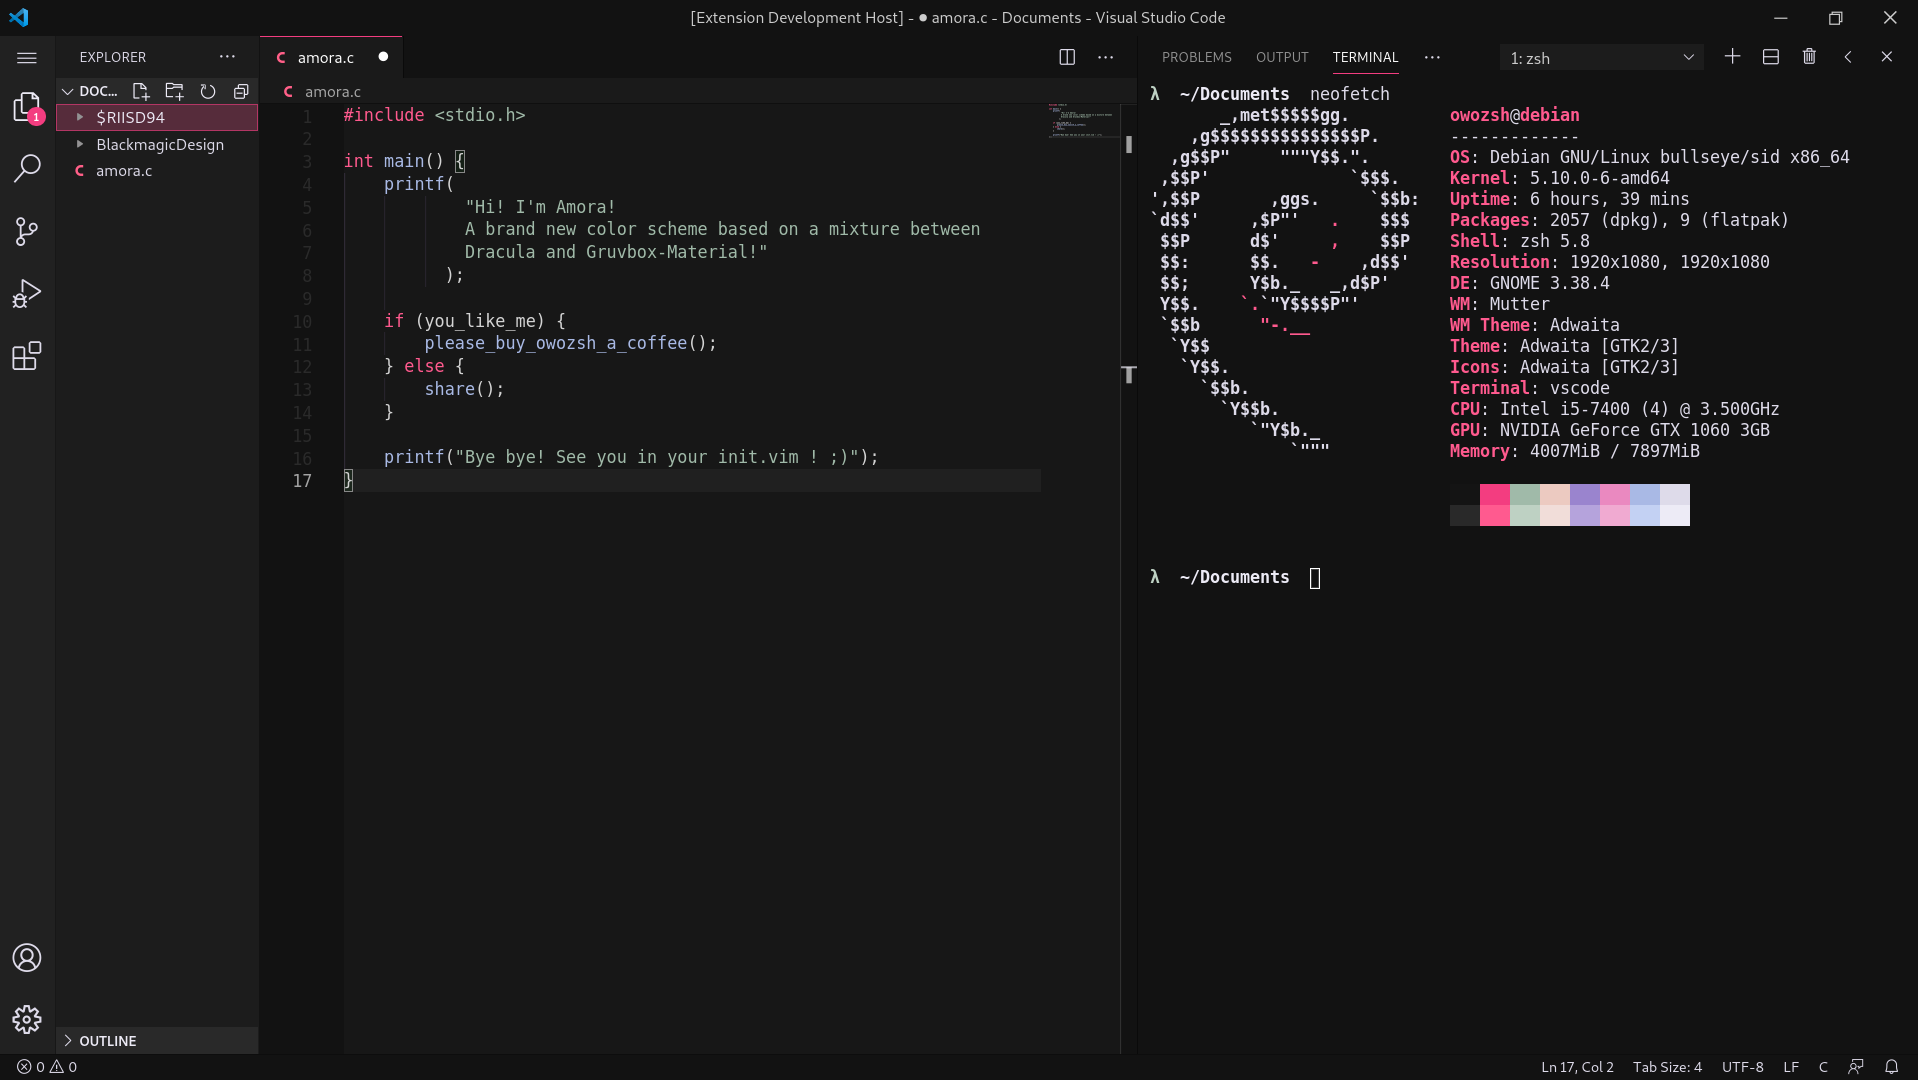 [Extension Development Host] - ● amora.c - Documents - Visual Studio Code
EXPLORER
DOC...
$RIISD94
BlackmagicDesign
amora.c
OUTLINE
1
amora.c
amora.c
1 #include <stdio.h>
2
3 int main() {
4     printf(
5             "Hi! I'm Amora!
6             A brand new color scheme based on a mixture between
7             Dracula and Gruvbox-Material!"
8           );
9
10     if (you_like_me) {
11         please_buy_owozsh_a_coffee();
12     } else {
13         share();
14     }
15
16     printf("Bye bye! See you in your init.vim ! ;)");
17 }
PROBLEMS OUTPUT TERMINAL
1: zsh
λ ~/Documents neofetch
       _,met$$$$$gg.
    ,g$$$$$$$$$$$$$$$P.
  ,g$$P"     """Y$$.".
 ,$$P'              `$$$.
',$$P       ,ggs.     `$$b:
`d$$'     ,$P"'   .    $$$
 $$P      d$'     ,    $$P
 $$:      $$.   -    ,d$$'
 $$;      Y$b._   _,d$P'
 Y$$.    `.`"Y$$$$P"'
 `$$b      "-.__
  `Y$$
   `Y$$.
     `$$b.
       `Y$$b.
          `"Y$b._
              `"""
owozsh@debian
-------------
OS: Debian GNU/Linux bullseye/sid x86_64
Kernel: 5.10.0-6-amd64
Uptime: 6 hours, 39 mins
Packages: 2057 (dpkg), 9 (flatpak)
Shell: zsh 5.8
Resolution: 1920x1080, 1920x1080
DE: GNOME 3.38.4
WM: Mutter
WM Theme: Adwaita
Theme: Adwaita [GTK2/3]
Icons: Adwaita [GTK2/3]
Terminal: vscode
CPU: Intel i5-7400 (4) @ 3.500GHz
GPU: NVIDIA GeForce GTX 1060 3GB
Memory: 4007MiB / 7897MiB
λ ~/Documents
0 0
Ln 17, Col 2 Tab Size: 4 UTF-8 LF C